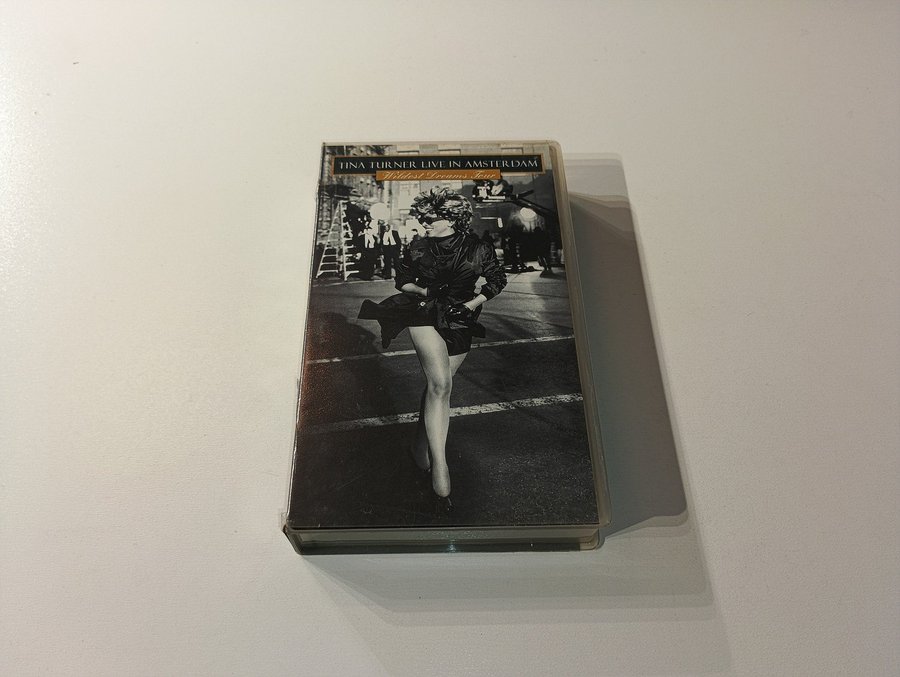 TINA TURNER LIVE IN AMSTERDAM
Wildest Dreams Tour